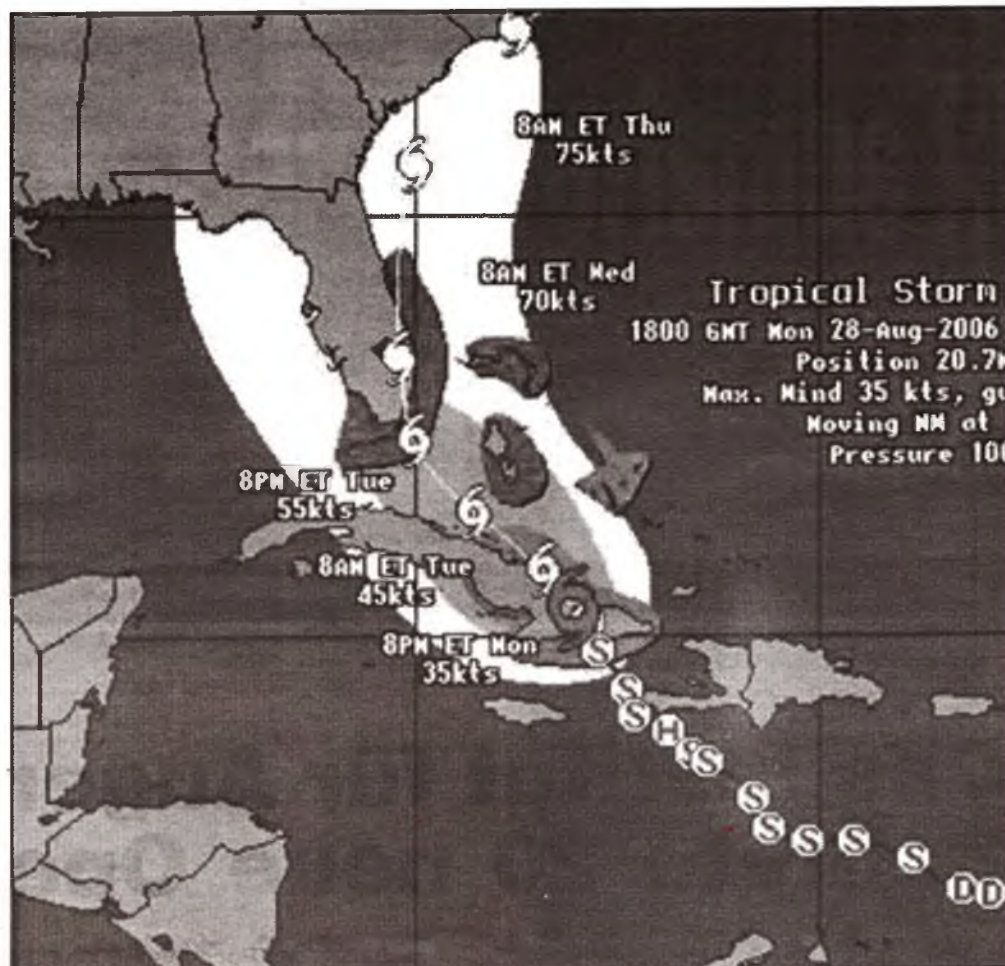 8AM ET Thu
75kts
8AM ET Wed
70kts
Tropical Storm
1800 GMT Mon 28-Aug-2006
Position 20.7N
Max. Wind 35 kts, gu
Moving NW at
Pressure 100
8PM ET Tue
55kts
8AM ET Tue
45kts
8PM ET Mon
35kts
S
S
S
H
S
S
S
S
S
S
S
D
D